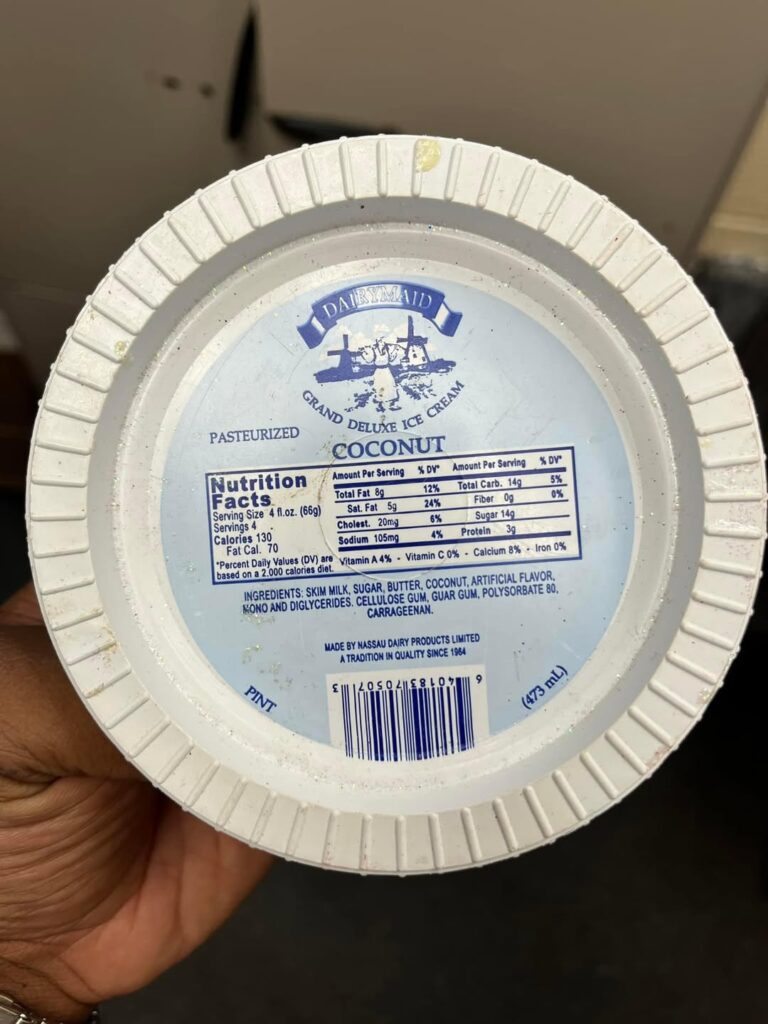 DAIRYMAID
GRAND DELUXE ICE CREAM
PASTEURIZED
COCONUT
Nutrition
Facts
Serving Size 4 fl.oz. (66g)
Servings 4
Calories 130
Fat Cal. 70
*Percent Daily Values (DV) are
based on a 2,000 calories diet.
Amount Per Serving % DV* Amount Per Serving % DV*
Total Fat 8g 12% Total Carb. 14g 5%
Sat. Fat 5g 24% Fiber 0g 0%
Cholest. 20mg 6% Sugar 14g
Sodium 105mg 4% Protein 3g
Vitamin A 4% - Vitamin C 0% - Calcium 8% - Iron 0%
INGREDIENTS: SKIM MILK, SUGAR, BUTTER, COCONUT, ARTIFICIAL FLAVOR,
MONO AND DIGLYCERIDES. CELLULOSE GUM, GUAR GUM, POLYSORBATE 80,
CARRAGEENAN.
MADE BY NASSAU DAIRY PRODUCTS LIMITED
A TRADITION IN QUALITY SINCE 1964
PINT
(473 mL)
6 40183 70507 3